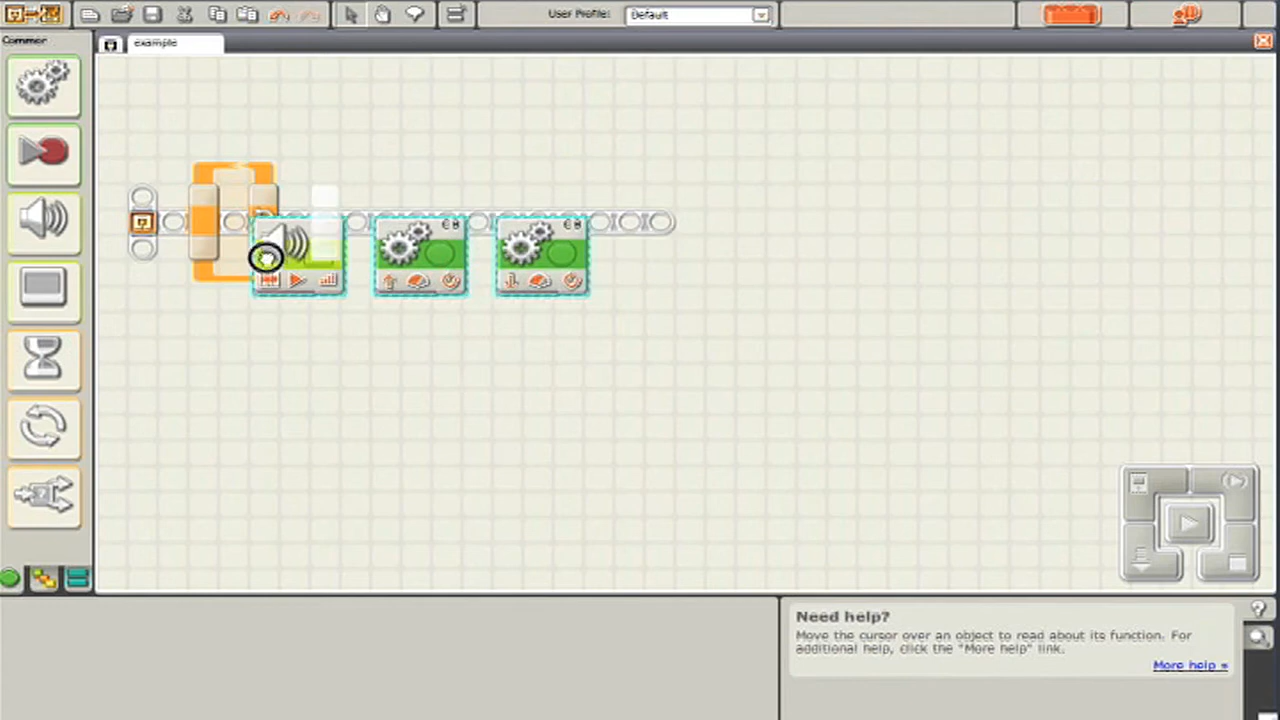 User Profile: Default
Common
example
C B
C B
Need help?
Move the cursor over an object to read about its function. For
additional help, click the "More help" link.
More help »